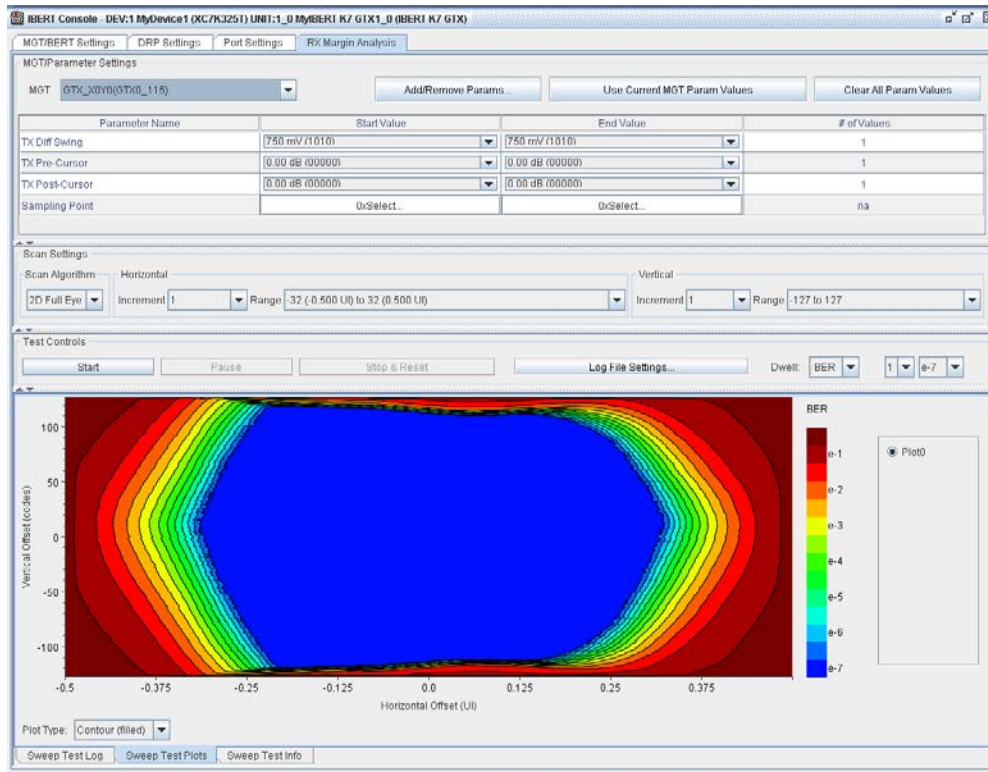 IBERT Console - DEV:1 MyDevice1 (XC7K325T) UNIT:1_0 MyIBERT K7 GTX1_0 (IBERT K7 GTX)
MGT/BERT Settings DRP Settings Port Settings RX Margin Analysis
MGT/Parameter Settings
MGT GTX_X0Y0(GTX0_115) Add/Remove Params... Use Current MGT Param Values Clear All Param Values
Parameter Name Start Value End Value # of Values
TX Diff Swing 750 mV (1010) 750 mV (1010) 1
TX Pre-Cursor 0.00 dB (00000) 0.00 dB (00000) 1
TX Post-Cursor 0.00 dB (00000) 0.00 dB (00000) 1
Sampling Point 0xSelect... 0xSelect... na
Scan Settings
Scan Algorithm Horizontal Vertical
2D Full Eye Increment 1 Range -32 (-0.500 UI) to 32 (0.500 UI) Increment 1 Range -127 to 127
Test Controls
Start Pause Stop & Reset Log File Settings... Dwell: BER 1 e-7
BER
100
50
0
-50
-100
Vertical Offset (codes)
e-1
e-2
e-3
e-4
e-5
e-6
e-7
Plot0
-0.5 -0.375 -0.25 -0.125 0.0 0.125 0.25 0.375
Horizontal Offset (UI)
Plot Type: Contour (filled)
Sweep Test Log Sweep Test Plots Sweep Test Info